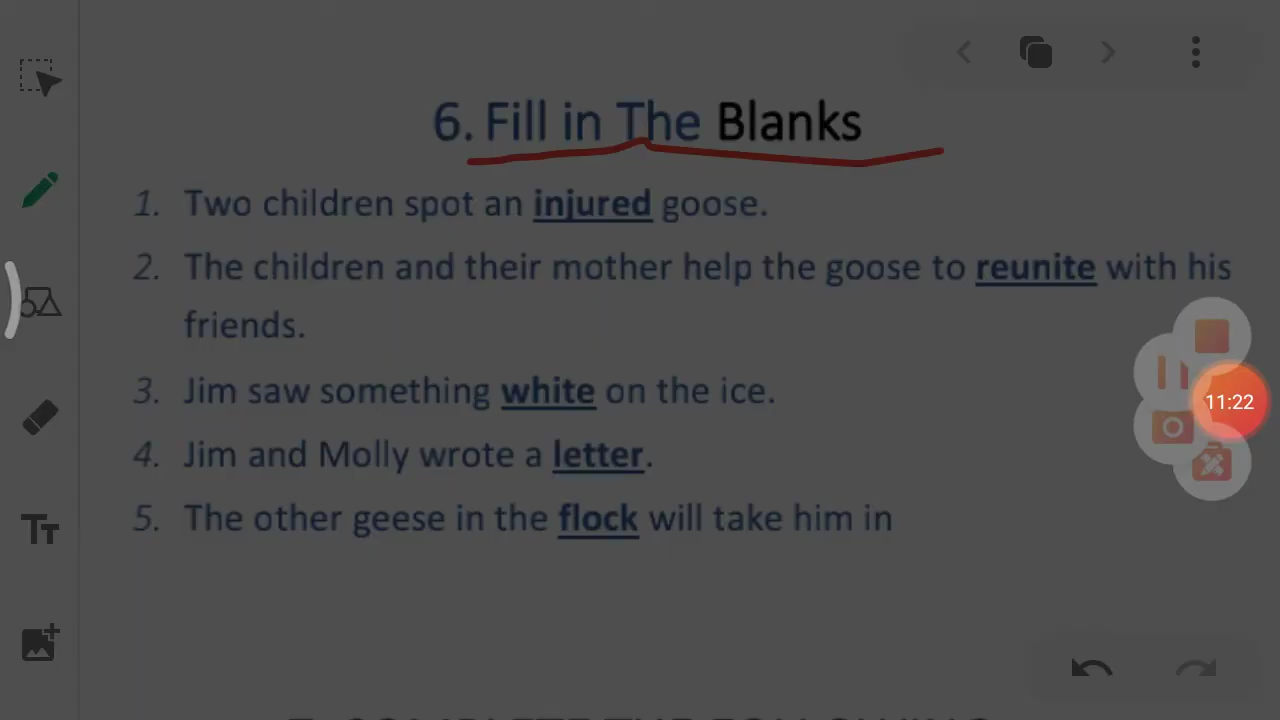 6. Fill in The Blanks
1. Two children spot an injured goose.
2. The children and their mother help the goose to reunite with his
friends.
3. Jim saw something white on the ice.
11:22
4. Jim and Molly wrote a letter.
5. The other geese in the flock will take him in
TT